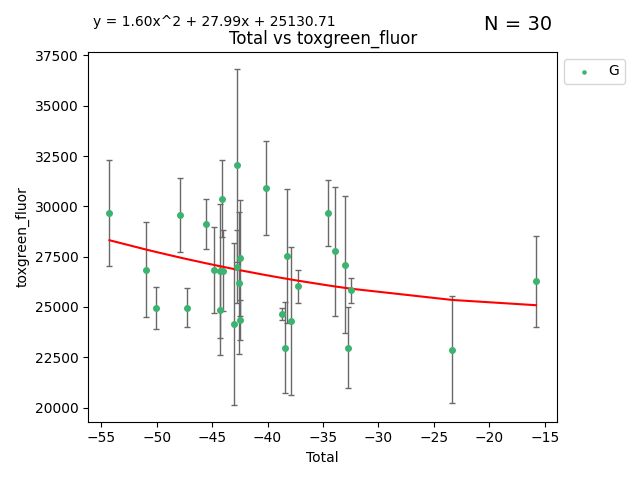 y = 1.60x^2 + 27.99x + 25130.71
N = 30
Total vs toxgreen_fluor
G
37500
35000
32500
30000
27500
25000
22500
20000
toxgreen_fluor
−55 −50 −45 −40 −35 −30 −25 −20 −15
Total